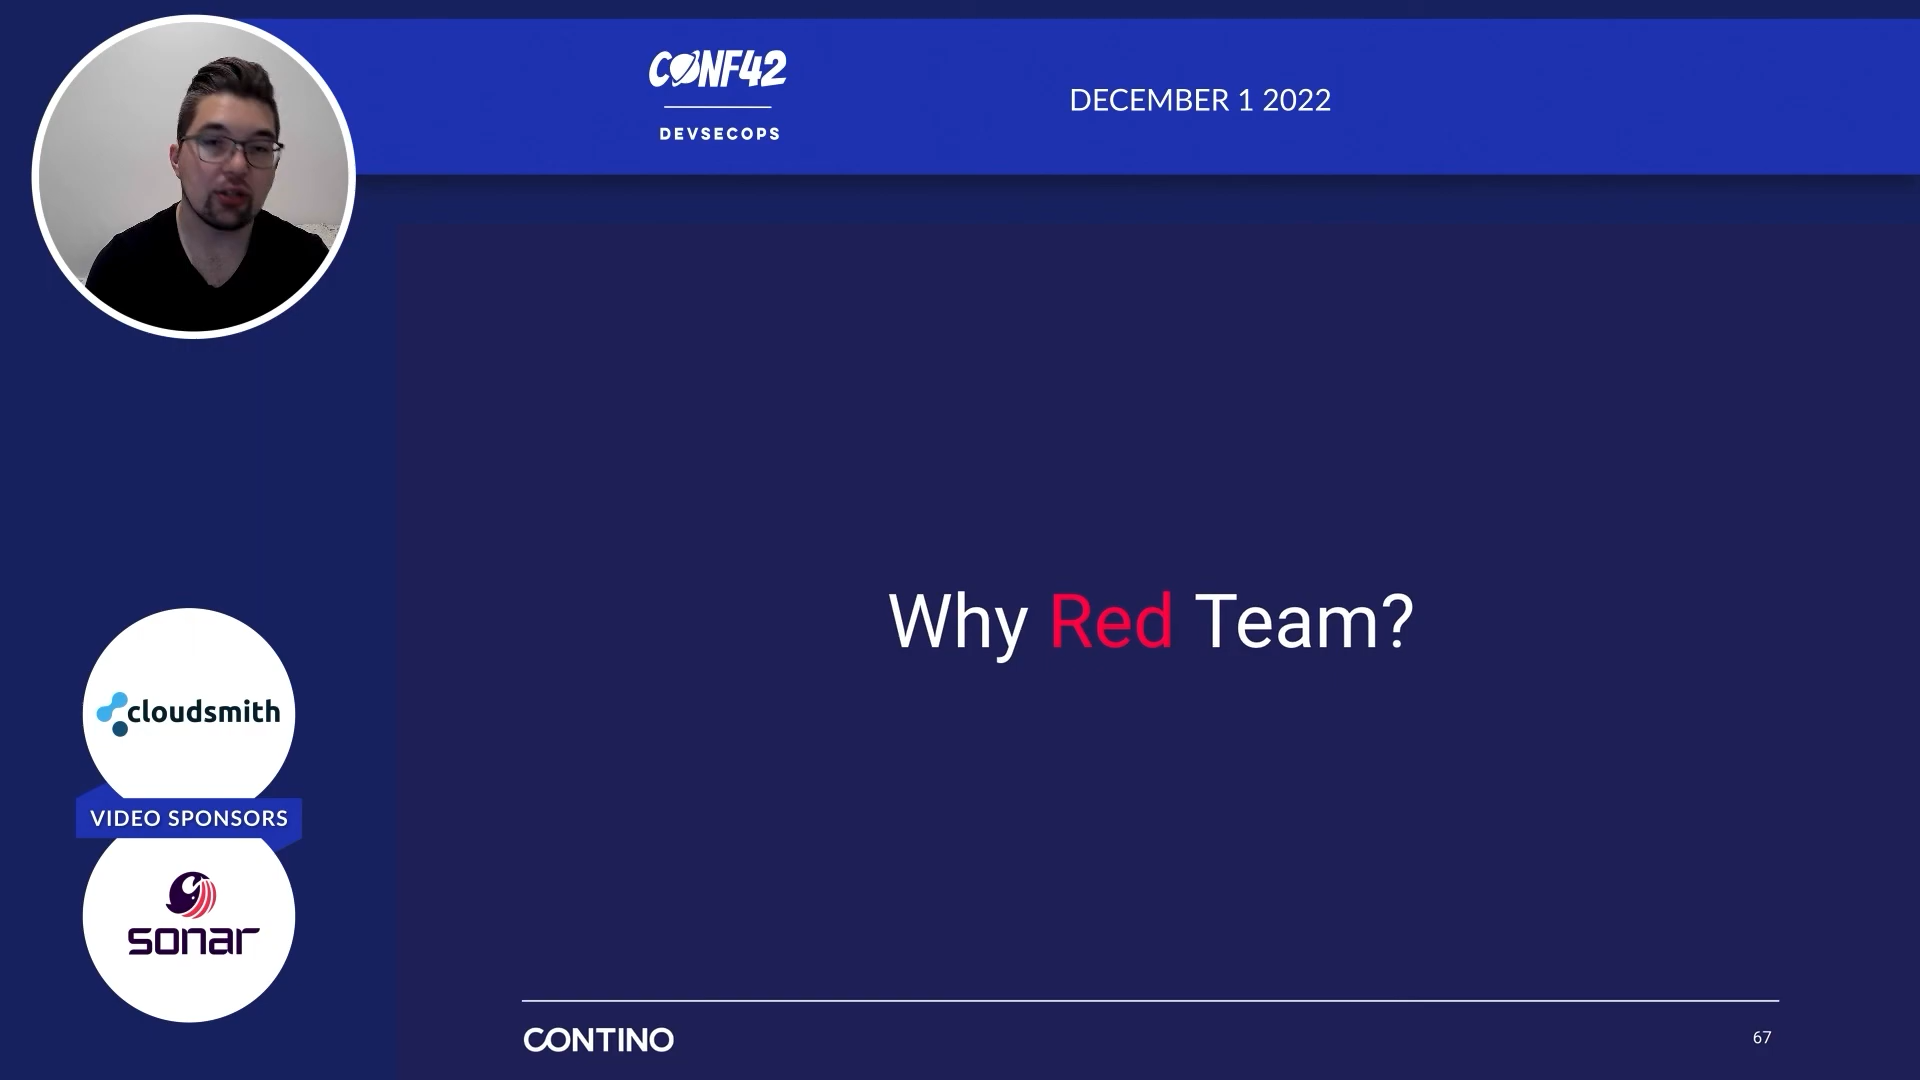 CONF42
DEVSECOPS
DECEMBER 1 2022
Why Red Team?
cloudsmith
VIDEO SPONSORS
sonar
CONTINO
67